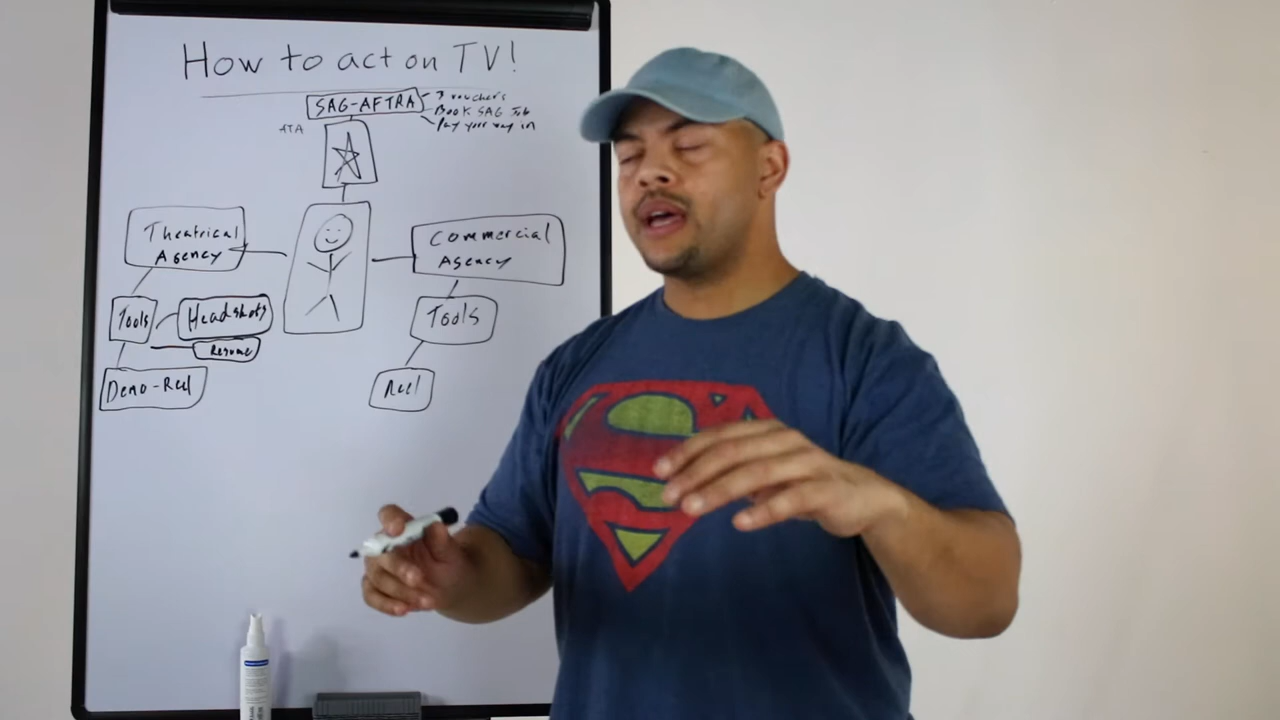 How to act on TV!
SAG-AFTRA
3 vouchers
Book SAG Job
Pay your way in
ATA
Theatrical
Agency
Commercial
Agency
Tools
Headshots
Resume
Demo-Reel
Tools
Reel